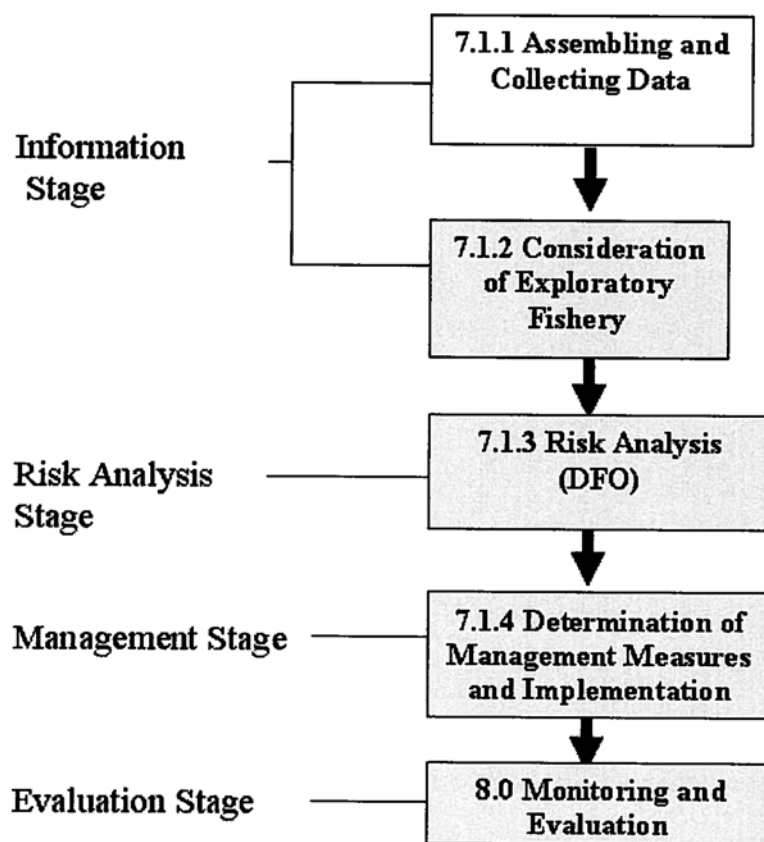 7.1.1 Assembling and
Collecting Data
Information
Stage
7.1.2 Consideration
of Exploratory
Fishery
7.1.3 Risk Analysis
(DFO)
Risk Analysis
Stage
7.1.4 Determination of
Management Measures
and Implementation
Management Stage
8.0 Monitoring and
Evaluation
Evaluation Stage